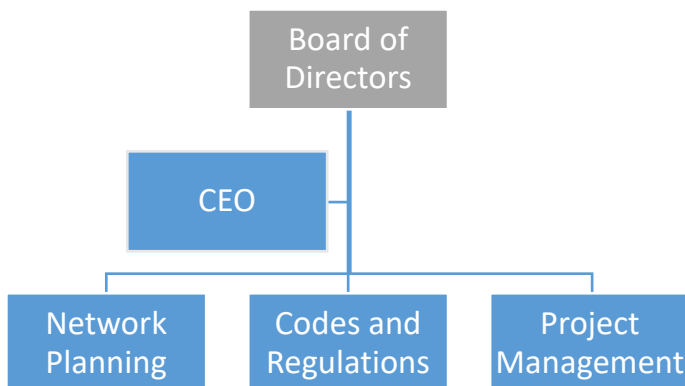 Board of
Directors
CEO
Network
Planning
Codes and
Regulations
Project
Management